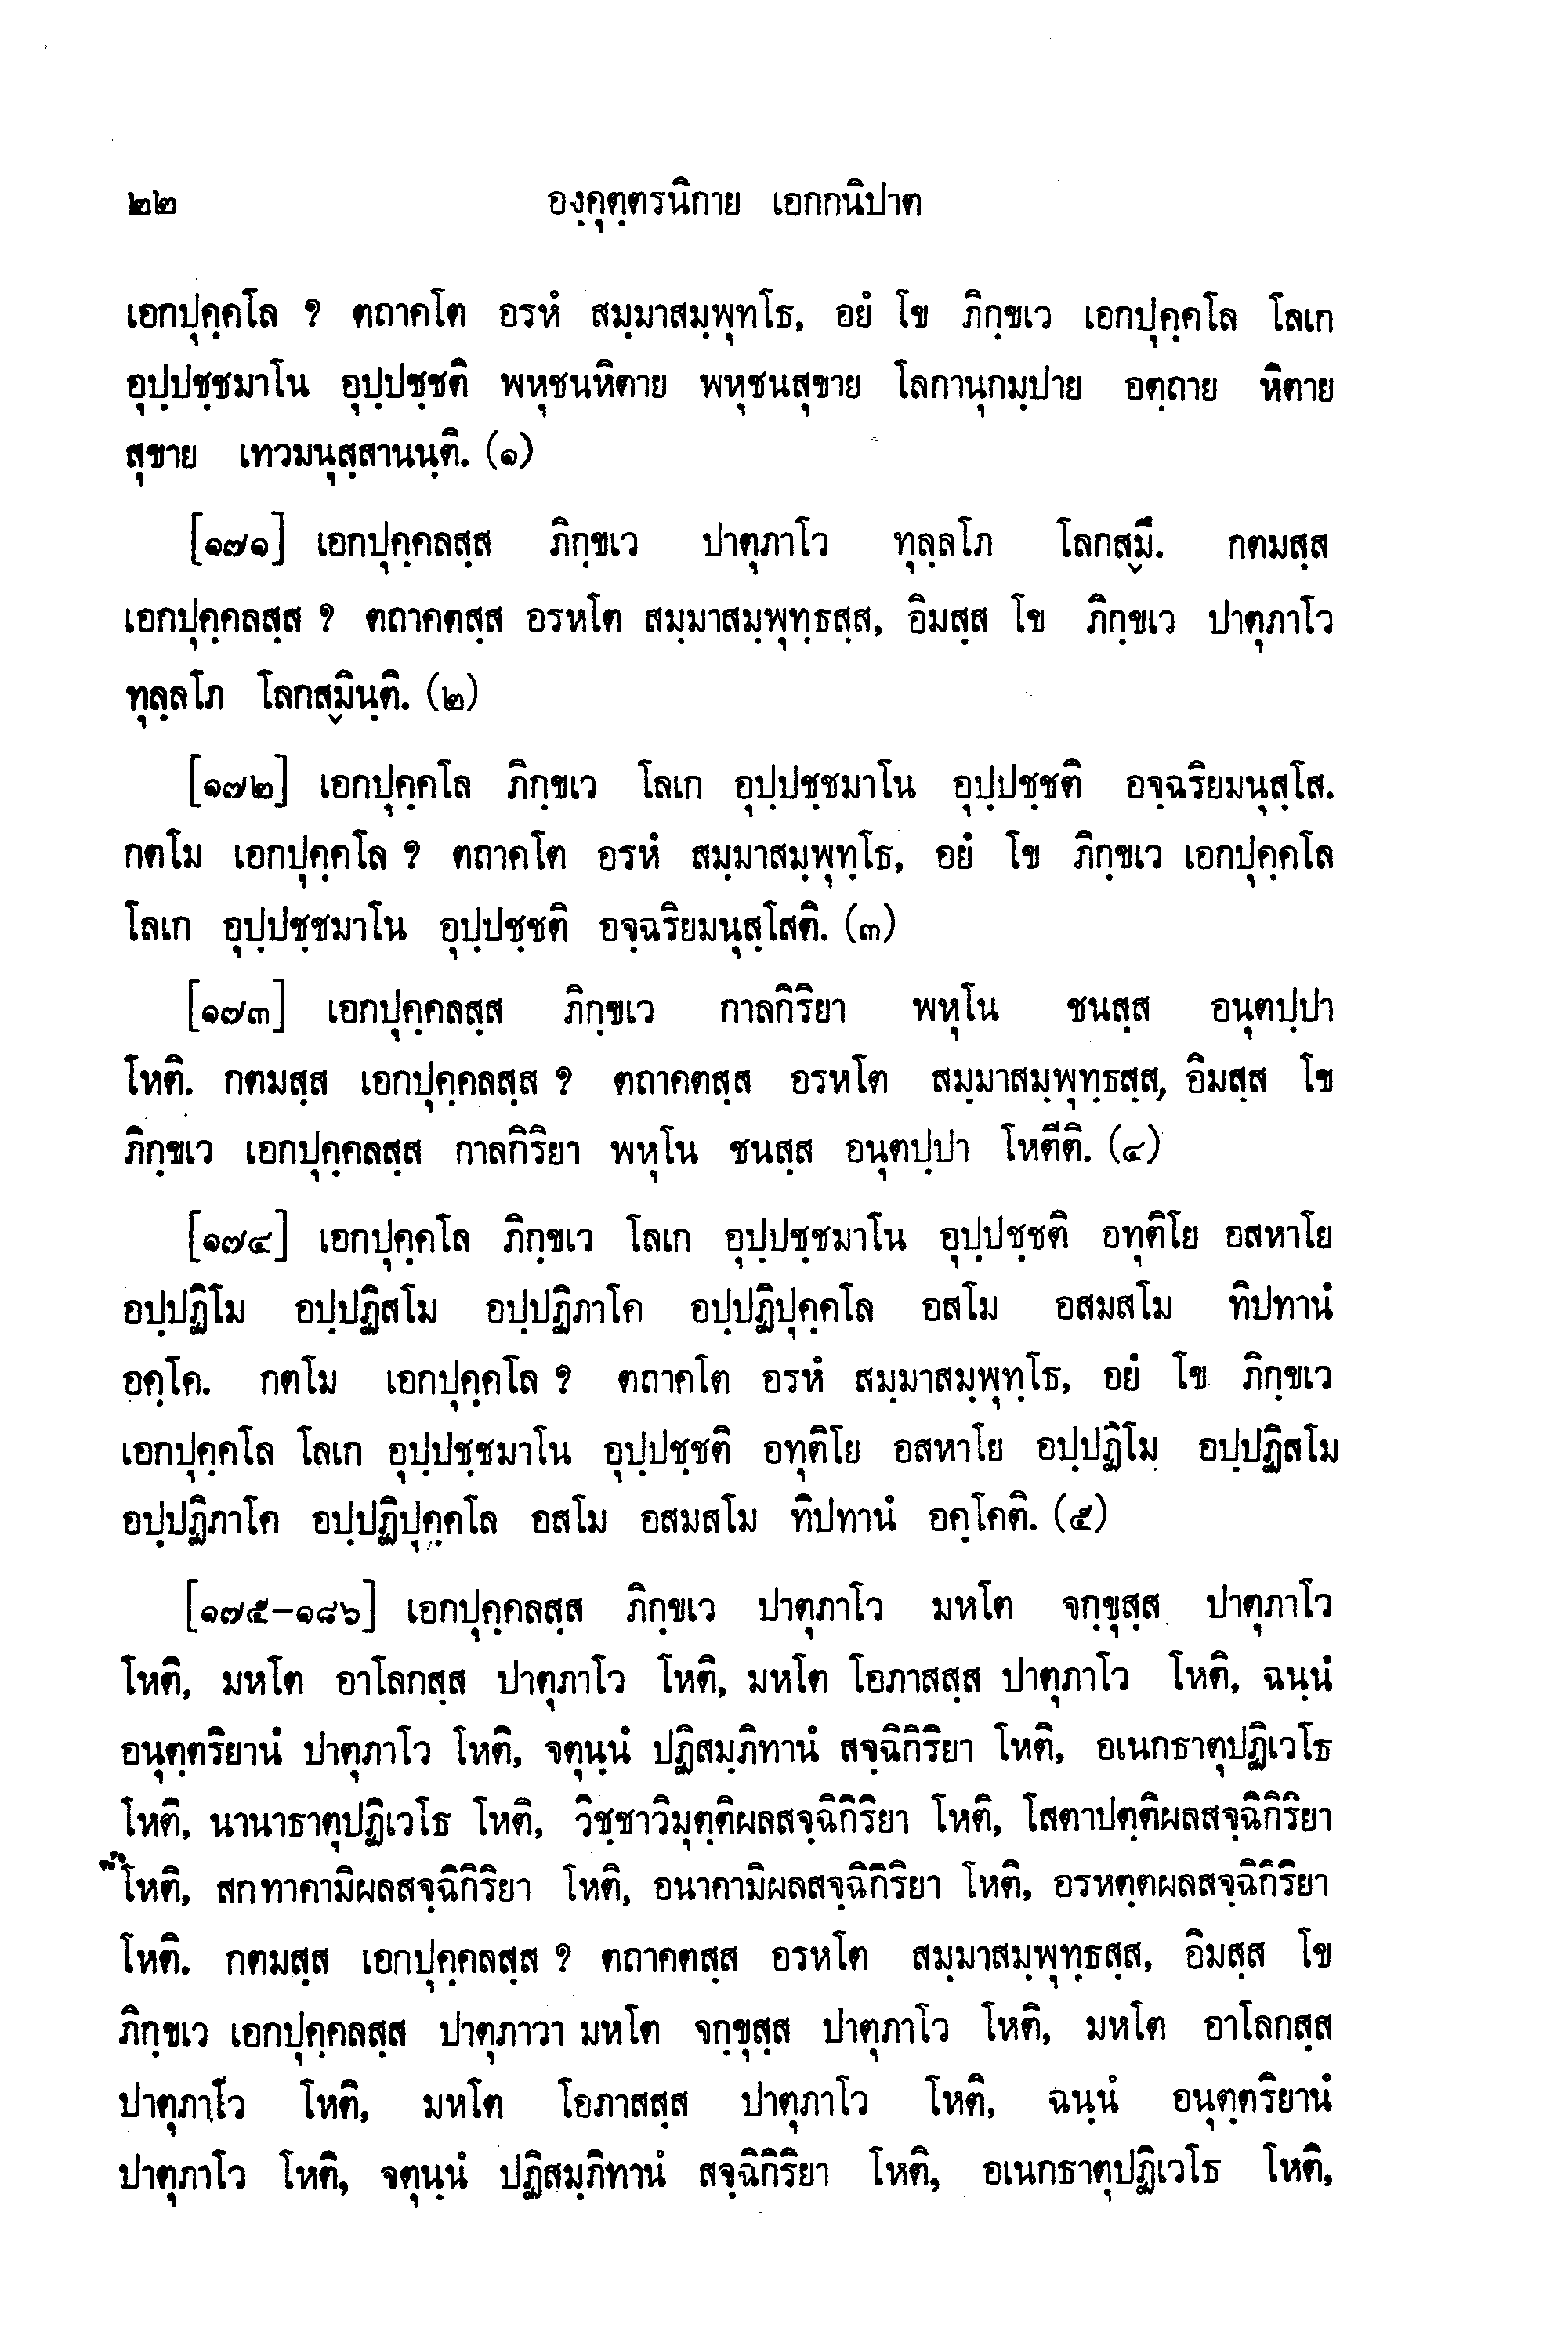 ๒๒ องฺคุตฺตรนิกาย เอกกนิปาต
เอกปุคฺคโล ? ตถาคโต อรหํ สมฺมาสมฺพุทโธ, อยํ โข ภิกฺขเว เอกปุคฺคโล โลเก
อุปฺปชฺชมาโน อุปฺปชฺชติ พหุชนหิตาย พหุชนสุขาย โลกานุกมฺปาย อตฺถาย หิตาย
สุขาย เทวมนุสฺสานนฺติ. (๑)
[๑๗๑] เอกปุคฺคลสฺส ภิกฺขเว ปาตุภาโว ทุลฺลโภ โลกสฺมึ. กตมสฺส
เอกปุคฺคลสฺส ? ตถาคตสฺส อรหโต สมฺมาสมฺพุทฺธสฺส, อิมสฺส โข ภิกฺขเว ปาตุภาโว
ทุลฺลโภ โลกสฺมินฺติ. (๒)
[๑๗๒] เอกปุคฺคโล ภิกฺขเว โลเก อุปฺปชฺชมาโน อุปฺปชฺชติ อจฺฉริยมนุสฺโส.
กตโม เอกปุคฺคโล ? ตถาคโต อรหํ สมฺมาสมฺพุทฺโธ, อยํ โข ภิกฺขเว เอกปุคฺคโล
โลเก อุปฺปชฺชมาโน อุปฺปชฺชติ อจฺฉริยมนุสฺโสติ. (๓)
[๑๗๓] เอกปุคฺคลสฺส ภิกฺขเว กาลกิริยา พหุโน ชนสฺส อนุตปฺปา
โหติ. กตมสฺส เอกปุคฺคลสฺส ? ตถาคตสฺส อรหโต สมฺมาสมฺพุทฺธสฺส, อิมสฺส โข
ภิกฺขเว เอกปุคฺคลสฺส กาลกิริยา พหุโน ชนสฺส อนุตปฺปา โหตีติ. (๔)
[๑๗๔] เอกปุคฺคโล ภิกฺขเว โลเก อุปฺปชฺชมาโน อุปฺปชฺชติ อทุติโย อสหาโย
อปฺปฏิโม อปฺปฏิสโม อปฺปฏิภาโค อปฺปฏิปุคฺคโล อสโม อสมสโม ทิปทานํ
อคฺโค. กตโม เอกปุคฺคโล ? ตถาคโต อรหํ สมฺมาสมฺพุทฺโธ, อยํ โข ภิกฺขเว
เอกปุคฺคโล โลเก อุปฺปชฺชมาโน อุปฺปชฺชติ อทุติโย อสหาโย อปฺปฏิโม อปฺปฏิสโม
อปฺปฏิภาโค อปฺปฏิปุคฺคโล อสโม อสมสโม ทิปทานํ อคฺโคติ. (๕)
[๑๗๕-๑๘๖] เอกปุคฺคลสฺส ภิกฺขเว ปาตุภาโว มหโต จกฺขุสฺส ปาตุภาโว
โหติ, มหโต อาโลกสฺส ปาตุภาโว โหติ, มหโต โอภาสสฺส ปาตุภาโว โหติ, ฉนฺนํ
อนุตฺตริยานํ ปาตุภาโว โหติ, จตุนฺนํ ปฏิสมฺภิทานํ สจฺฉิกิริยา โหติ, อเนกธาตุปฏิเวโธ
โหติ, นานาธาตุปฏิเวโธ โหติ, วิชฺชาวิมุตฺติผลสจฺฉิกิริยา โหติ, โสตาปตฺติผลสจฺฉิกิริยา
โหติ, สกทาคามิผลสจฺฉิกิริยา โหติ, อนาคามิผลสจฺฉิกิริยา โหติ, อรหตฺตผลสจฺฉิกิริยา
โหติ. กตมสฺส เอกปุคฺคลสฺส ? ตถาคตสฺส อรหโต สมฺมาสมฺพุทฺธสฺส, อิมสฺส โข
ภิกฺขเว เอกปุคฺคลสฺส ปาตุภาวา มหโต จกฺขุสฺส ปาตุภาโว โหติ, มหโต อาโลกสฺส
ปาตุภาโว โหติ, มหโต โอภาสสฺส ปาตุภาโว โหติ, ฉนฺนํ อนุตฺตริยานํ
ปาตุภาโว โหติ, จตุนฺนํ ปฏิสมฺภิทานํ สจฺฉิกิริยา โหติ, อเนกธาตุปฏิเวโธ โหติ,